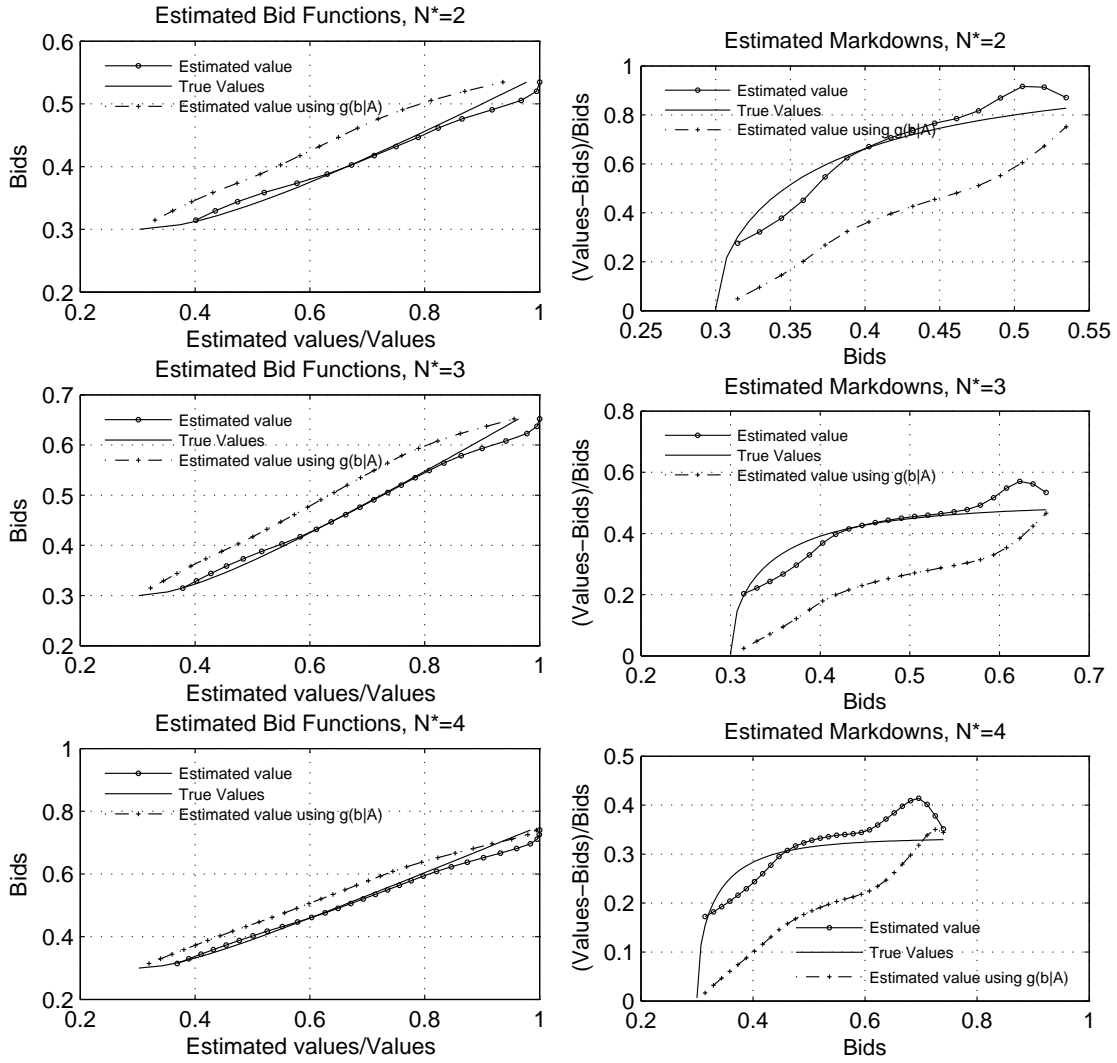 Estimated Bid Functions, N*=2
0.6
0.5
0.4
0.3
0.2
Bids
Estimated value
True Values
Estimated value using g(b|A)
0.2 0.4 0.6 0.8 1
Estimated values/Values
Estimated Markdowns, N*=2
1
0.8
0.6
0.4
0.2
0
(Values−Bids)/Bids
Estimated value
True Values
Estimated value using g(b|A)
0.25 0.3 0.35 0.4 0.45 0.5 0.55
Bids
Estimated Bid Functions, N*=3
0.7
0.6
0.5
0.4
0.3
0.2
Bids
Estimated value
True Values
Estimated value using g(b|A)
0.2 0.4 0.6 0.8 1
Estimated values/Values
Estimated Markdowns, N*=3
0.8
0.6
0.4
0.2
0
(Values−Bids)/Bids
Estimated value
True Values
Estimated value using g(b|A)
0.2 0.3 0.4 0.5 0.6 0.7
Bids
Estimated Bid Functions, N*=4
1
0.8
0.6
0.4
0.2
Bids
Estimated value
True Values
Estimated value using g(b|A)
0.2 0.4 0.6 0.8 1
Estimated values/Values
Estimated Markdowns, N*=4
0.5
0.4
0.3
0.2
0.1
0
(Values−Bids)/Bids
Estimated value
True Values
Estimated value using g(b|A)
0.2 0.4 0.6 0.8 1
Bids